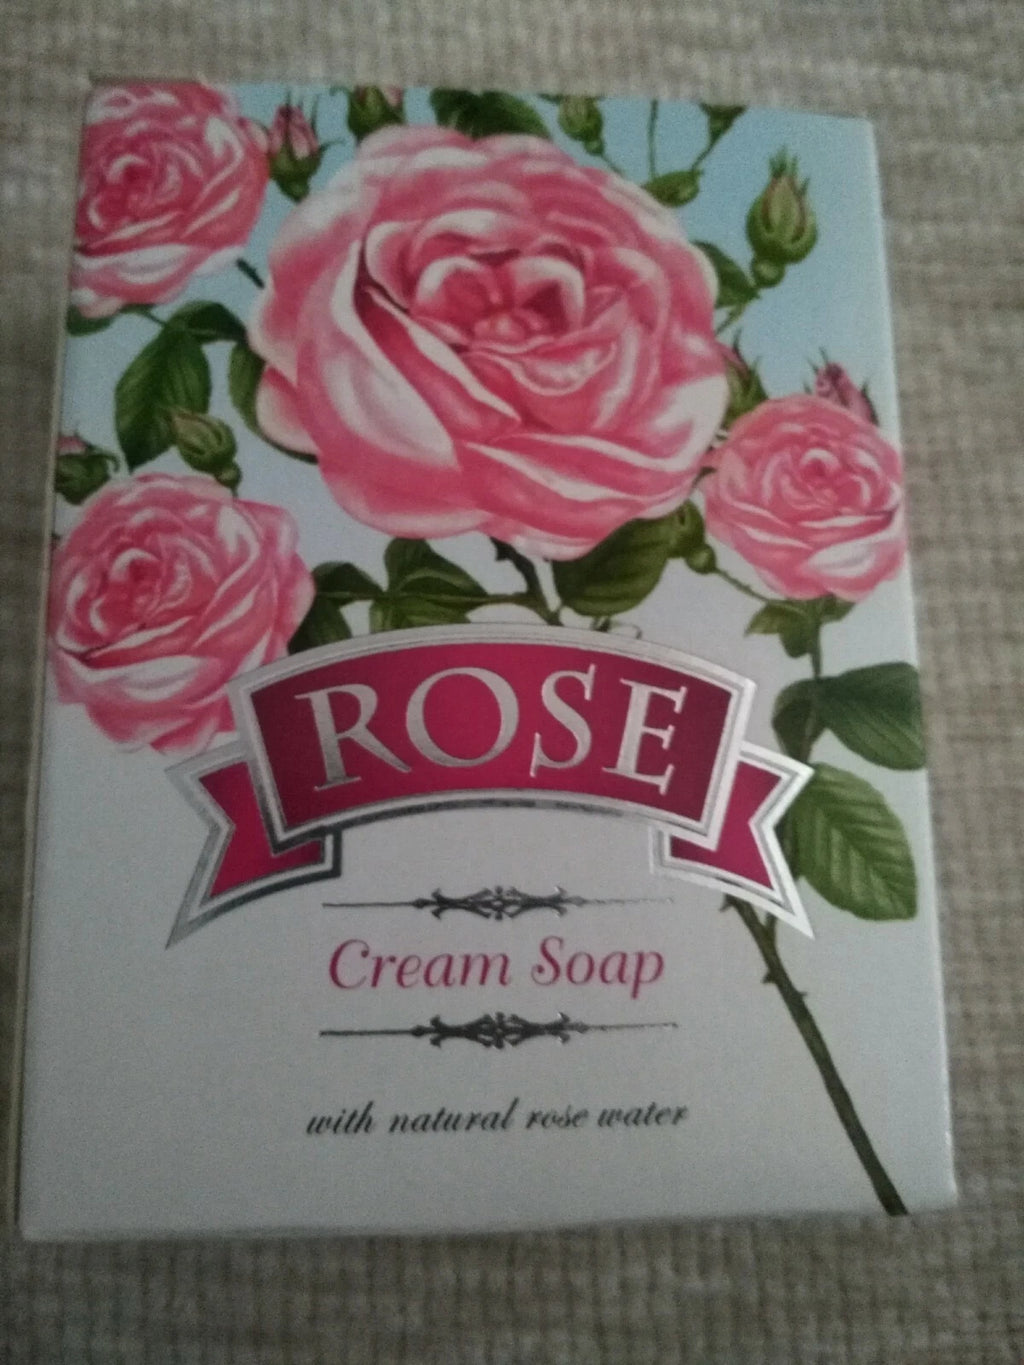 ROSE
Cream Soap
with natural rose water